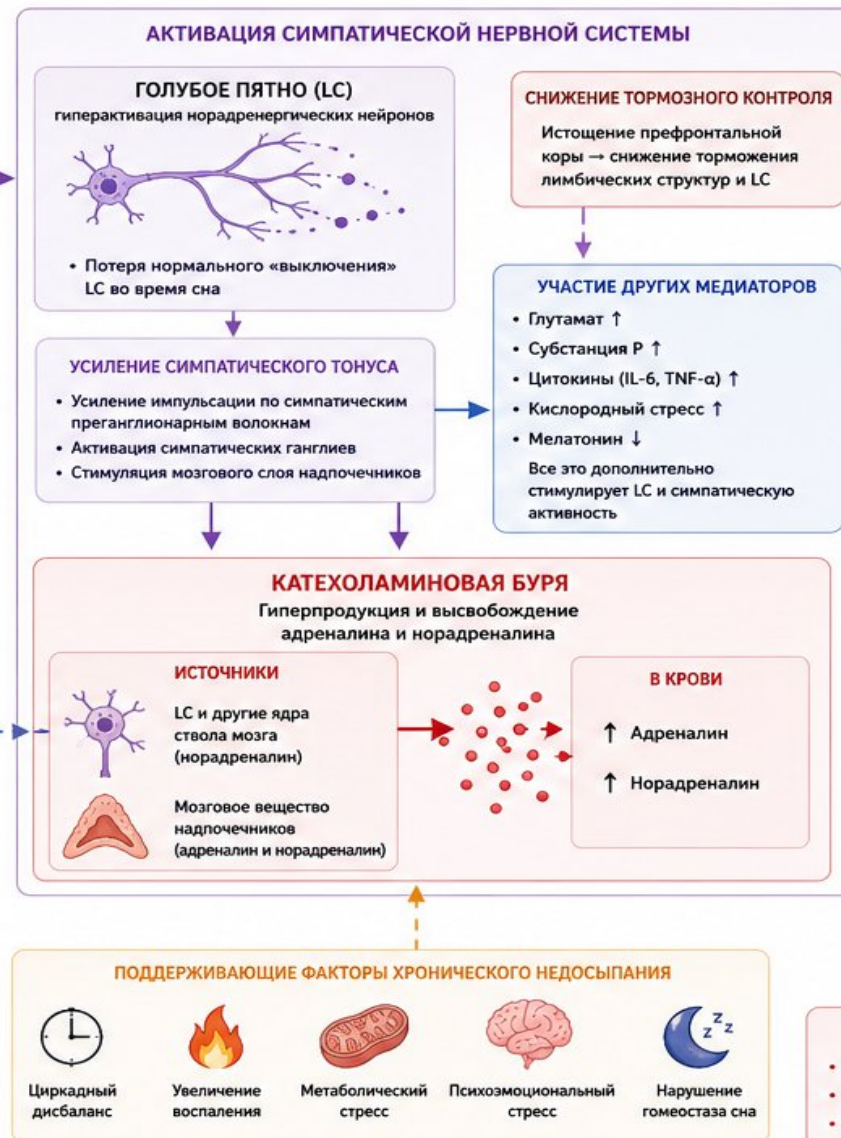 АКТИВАЦИЯ СИМПАТИЧЕСКОЙ НЕРВНОЙ СИСТЕМЫ
ГОЛУБОЕ ПЯТНО (LC)
гиперактивация норадренергических нейронов
• Потеря нормального «выключения»
LC во время сна
СНИЖЕНИЕ ТОРМОЗНОГО КОНТРОЛЯ
Истощение префронтальной
коры → снижение торможения
лимбических структур и LC
УСИЛЕНИЕ СИМПАТИЧЕСКОГО ТОНУСА
• Усиление импульсации по симпатическим
преганглионарным волокнам
• Активация симпатических ганглиев
• Стимуляция мозгового слоя надпочечников
УЧАСТИЕ ДРУГИХ МЕДИАТОРОВ
• Глутамат ↑
• Субстанция P ↑
• Цитокины (IL-6, TNF-α) ↑
• Кислородный стресс ↑
• Мелатонин ↓
Все это дополнительно
стимулирует LC и симпатическую
активность
КАТЕХОЛАМИНОВАЯ БУРЯ
Гиперпродукция и высвобождение
адреналина и норадреналина
ИСТОЧНИКИ
LC и другие ядра
ствола мозга
(норадреналин)
Мозговое вещество
надпочечников
(адреналин и норадреналин)
В КРОВИ
↑ Адреналин
↑ Норадреналин
ПОДДЕРЖИВАЮЩИЕ ФАКТОРЫ ХРОНИЧЕСКОГО НЕДОСЫПАНИЯ
Циркадный
дисбаланс
Увеличение
воспаления
Метаболический
стресс
Психоэмоциональный
стресс
z z z
Нарушение
гомеостаза сна